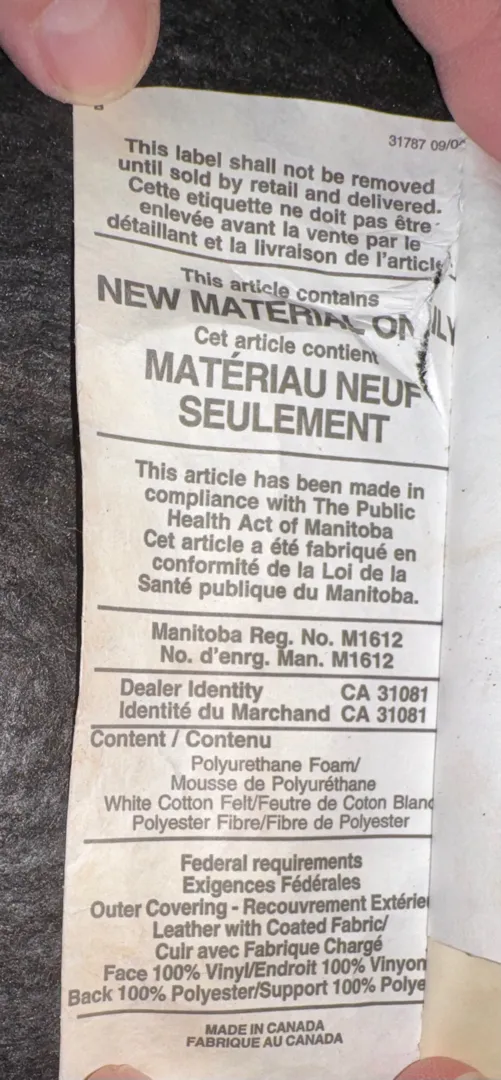 31787 09/0
This label shall not be removed
until sold by retail and delivered.
Cette etiquette ne doit pas être
enlevée avant la vente par le
détaillant et la livraison de l'article
This article contains
NEW MATERIAL ONLY
Cet article contient
MATÉRIAU NEUF
SEULEMENT
This article has been made in
compliance with The Public
Health Act of Manitoba
Cet article a été fabriqué en
conformité de la Loi de la
Santé publique du Manitoba.
Manitoba Reg. No. M1612
No. d'enrg. Man. M1612
Dealer Identity CA 31081
Identité du Marchand CA 31081
Content / Contenu
Polyurethane Foam/
Mousse de Polyuréthane
White Cotton Felt/Feutre de Coton Blanc
Polyester Fibre/Fibre de Polyester
Federal requirements
Exigences Fédérales
Outer Covering - Recouvrement Extérie
Leather with Coated Fabric/
Cuir avec Fabrique Chargé
Face 100% Vinyl/Endroit 100% Vinyon
Back 100% Polyester/Support 100% Polye
MADE IN CANADA
FABRIQUE AU CANADA